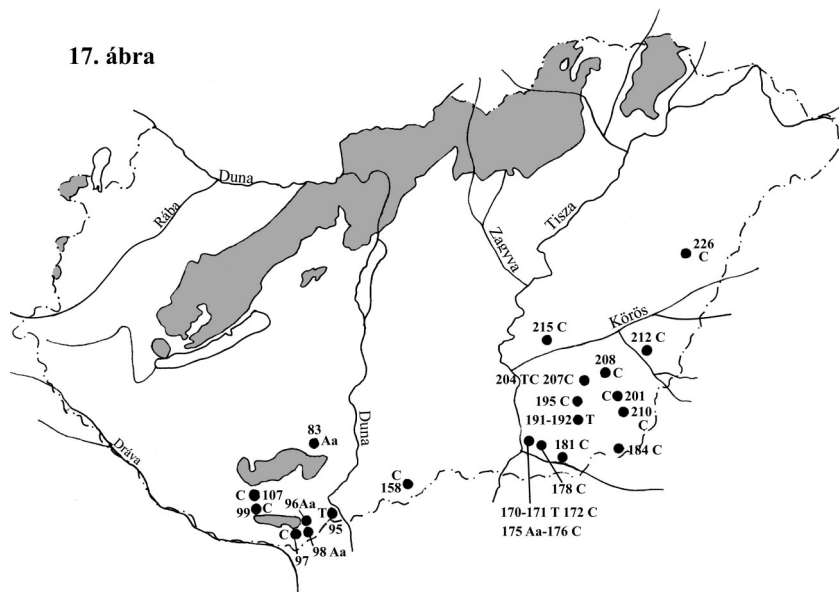 17. ábra
Duna
Rába
Tisza
Zagyva
226
C
Körös
215 C
212 C
208
C
204 TC 207C
195 C
C 201
191-192 T
210
C
Duna
Dráva
83
Aa
181 C
184 C
178 C
C
158
C 107
99 C
96Aa
T
95
C
97
98 Aa
170-171 T 172 C
175 Aa-176 C